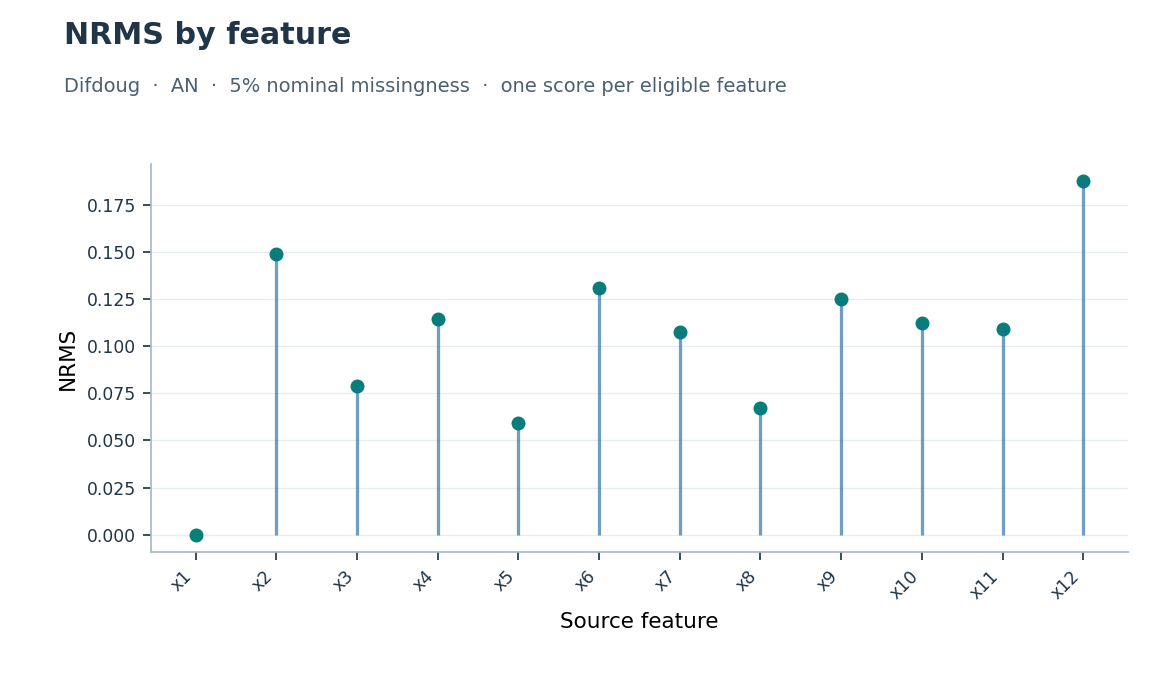 NRMS by feature
Difdoug · AN · 5% nominal missingness · one score per eligible feature
NRMS
0.175
0.150
0.125
0.100
0.075
0.050
0.025
0.000
x1 x2 x3 x4 x5 x6 x7 x8 x9 x10 x11 x12
Source feature